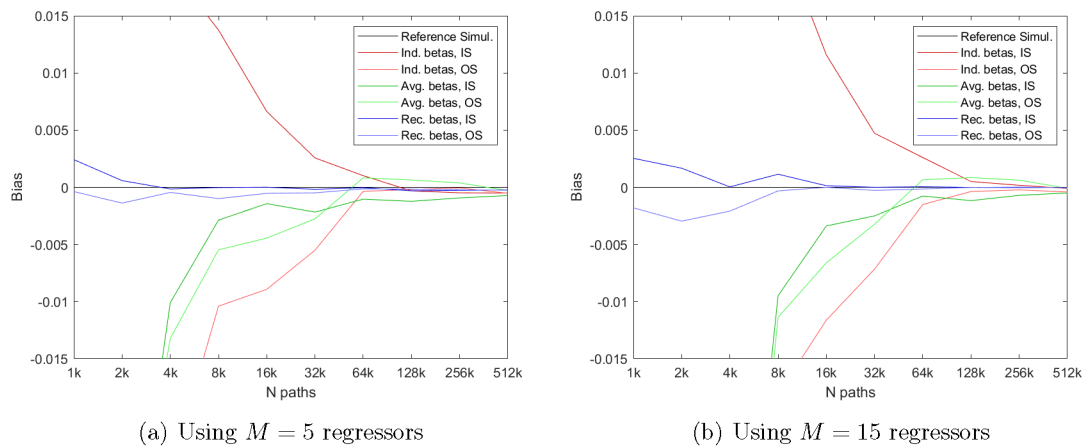 0.015
0.01
0.005
0
-0.005
-0.01
-0.015
Bias
1k 2k 4k 8k 16k 32k 64k 128k 256k 512k
N paths
Reference Simul.
Ind. betas, IS
Ind. betas, OS
Avg. betas, IS
Avg. betas, OS
Rec. betas, IS
Rec. betas, OS
(a) Using M = 5 regressors
0.015
0.01
0.005
0
-0.005
-0.01
-0.015
Bias
1k 2k 4k 8k 16k 32k 64k 128k 256k 512k
N paths
Reference Simul.
Ind. betas, IS
Ind. betas, OS
Avg. betas, IS
Avg. betas, OS
Rec. betas, IS
Rec. betas, OS
(b) Using M = 15 regressors